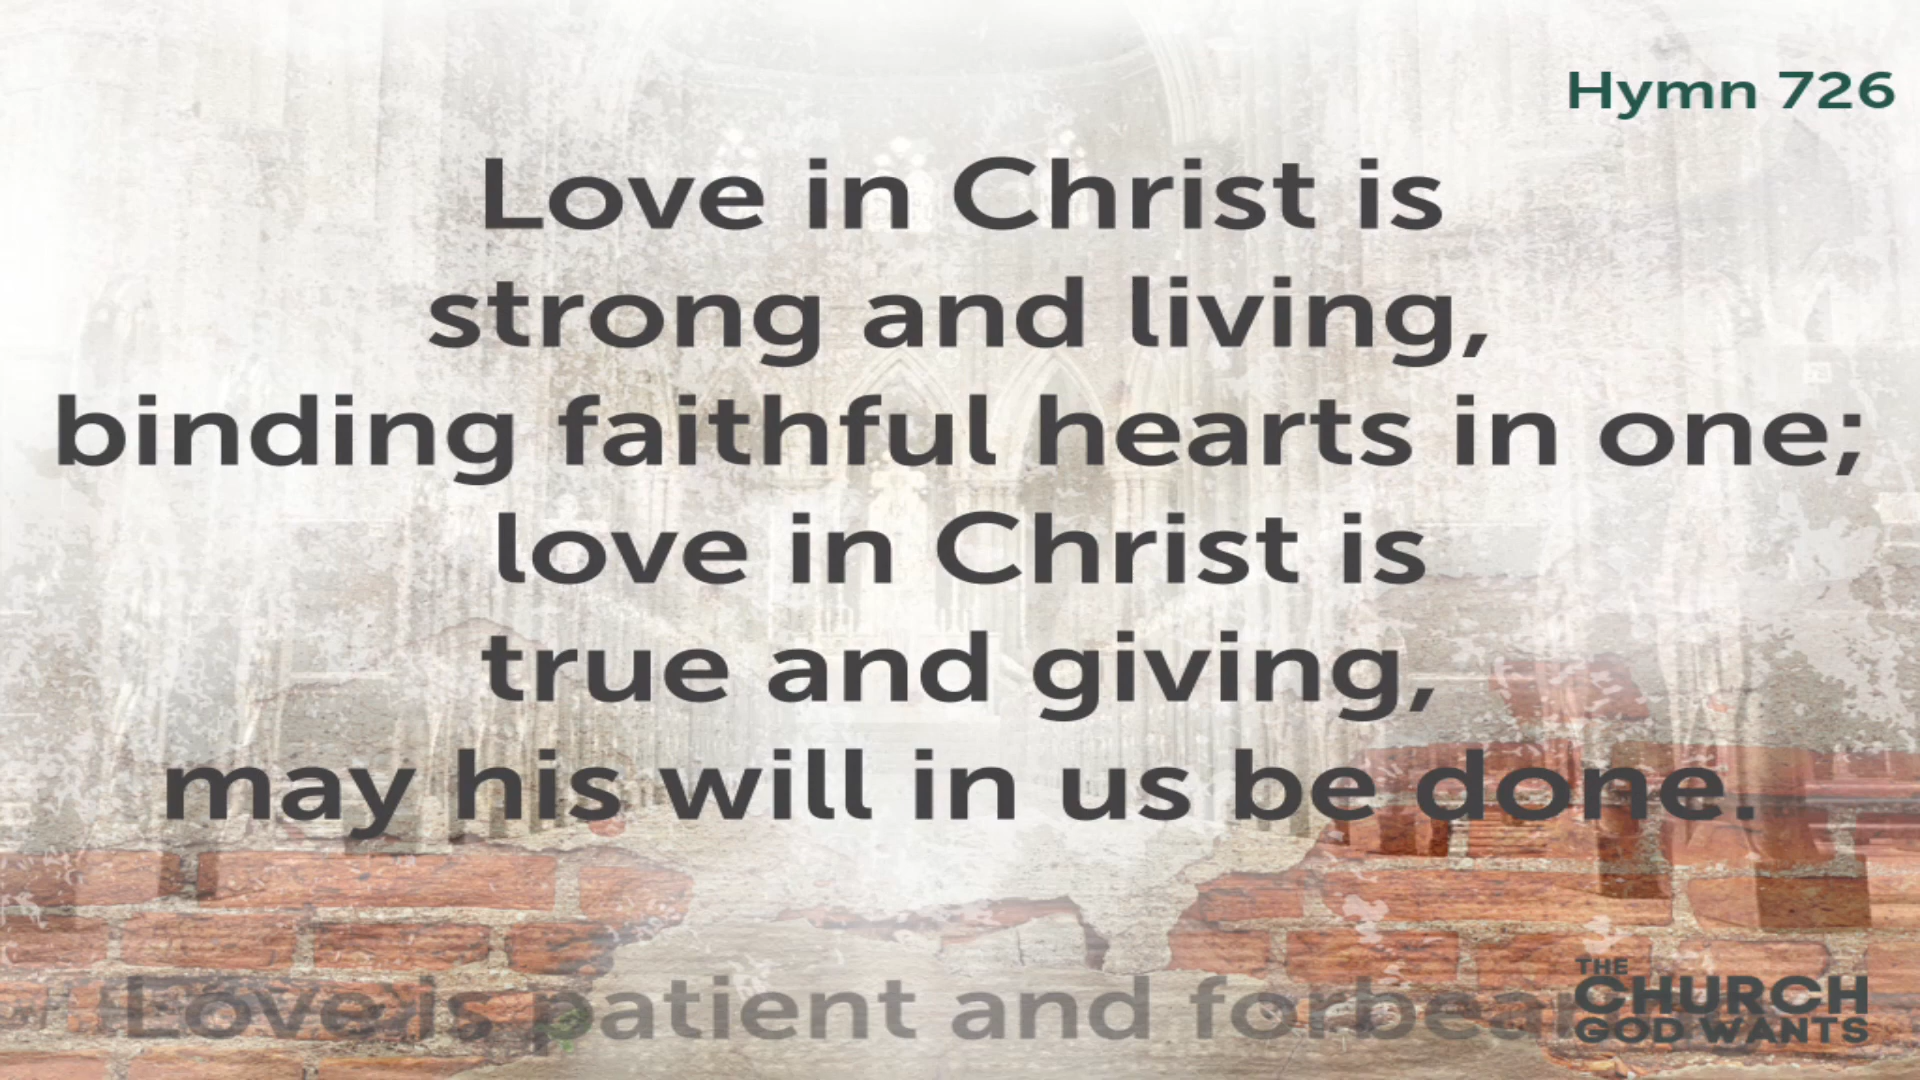 Hymn 726
Love in Christ is
strong and living,
binding faithful hearts in one;
love in Christ is
true and giving,
may his will in us be done.
Love is patient and forbear
THE
CHURCH
GOD WANTS